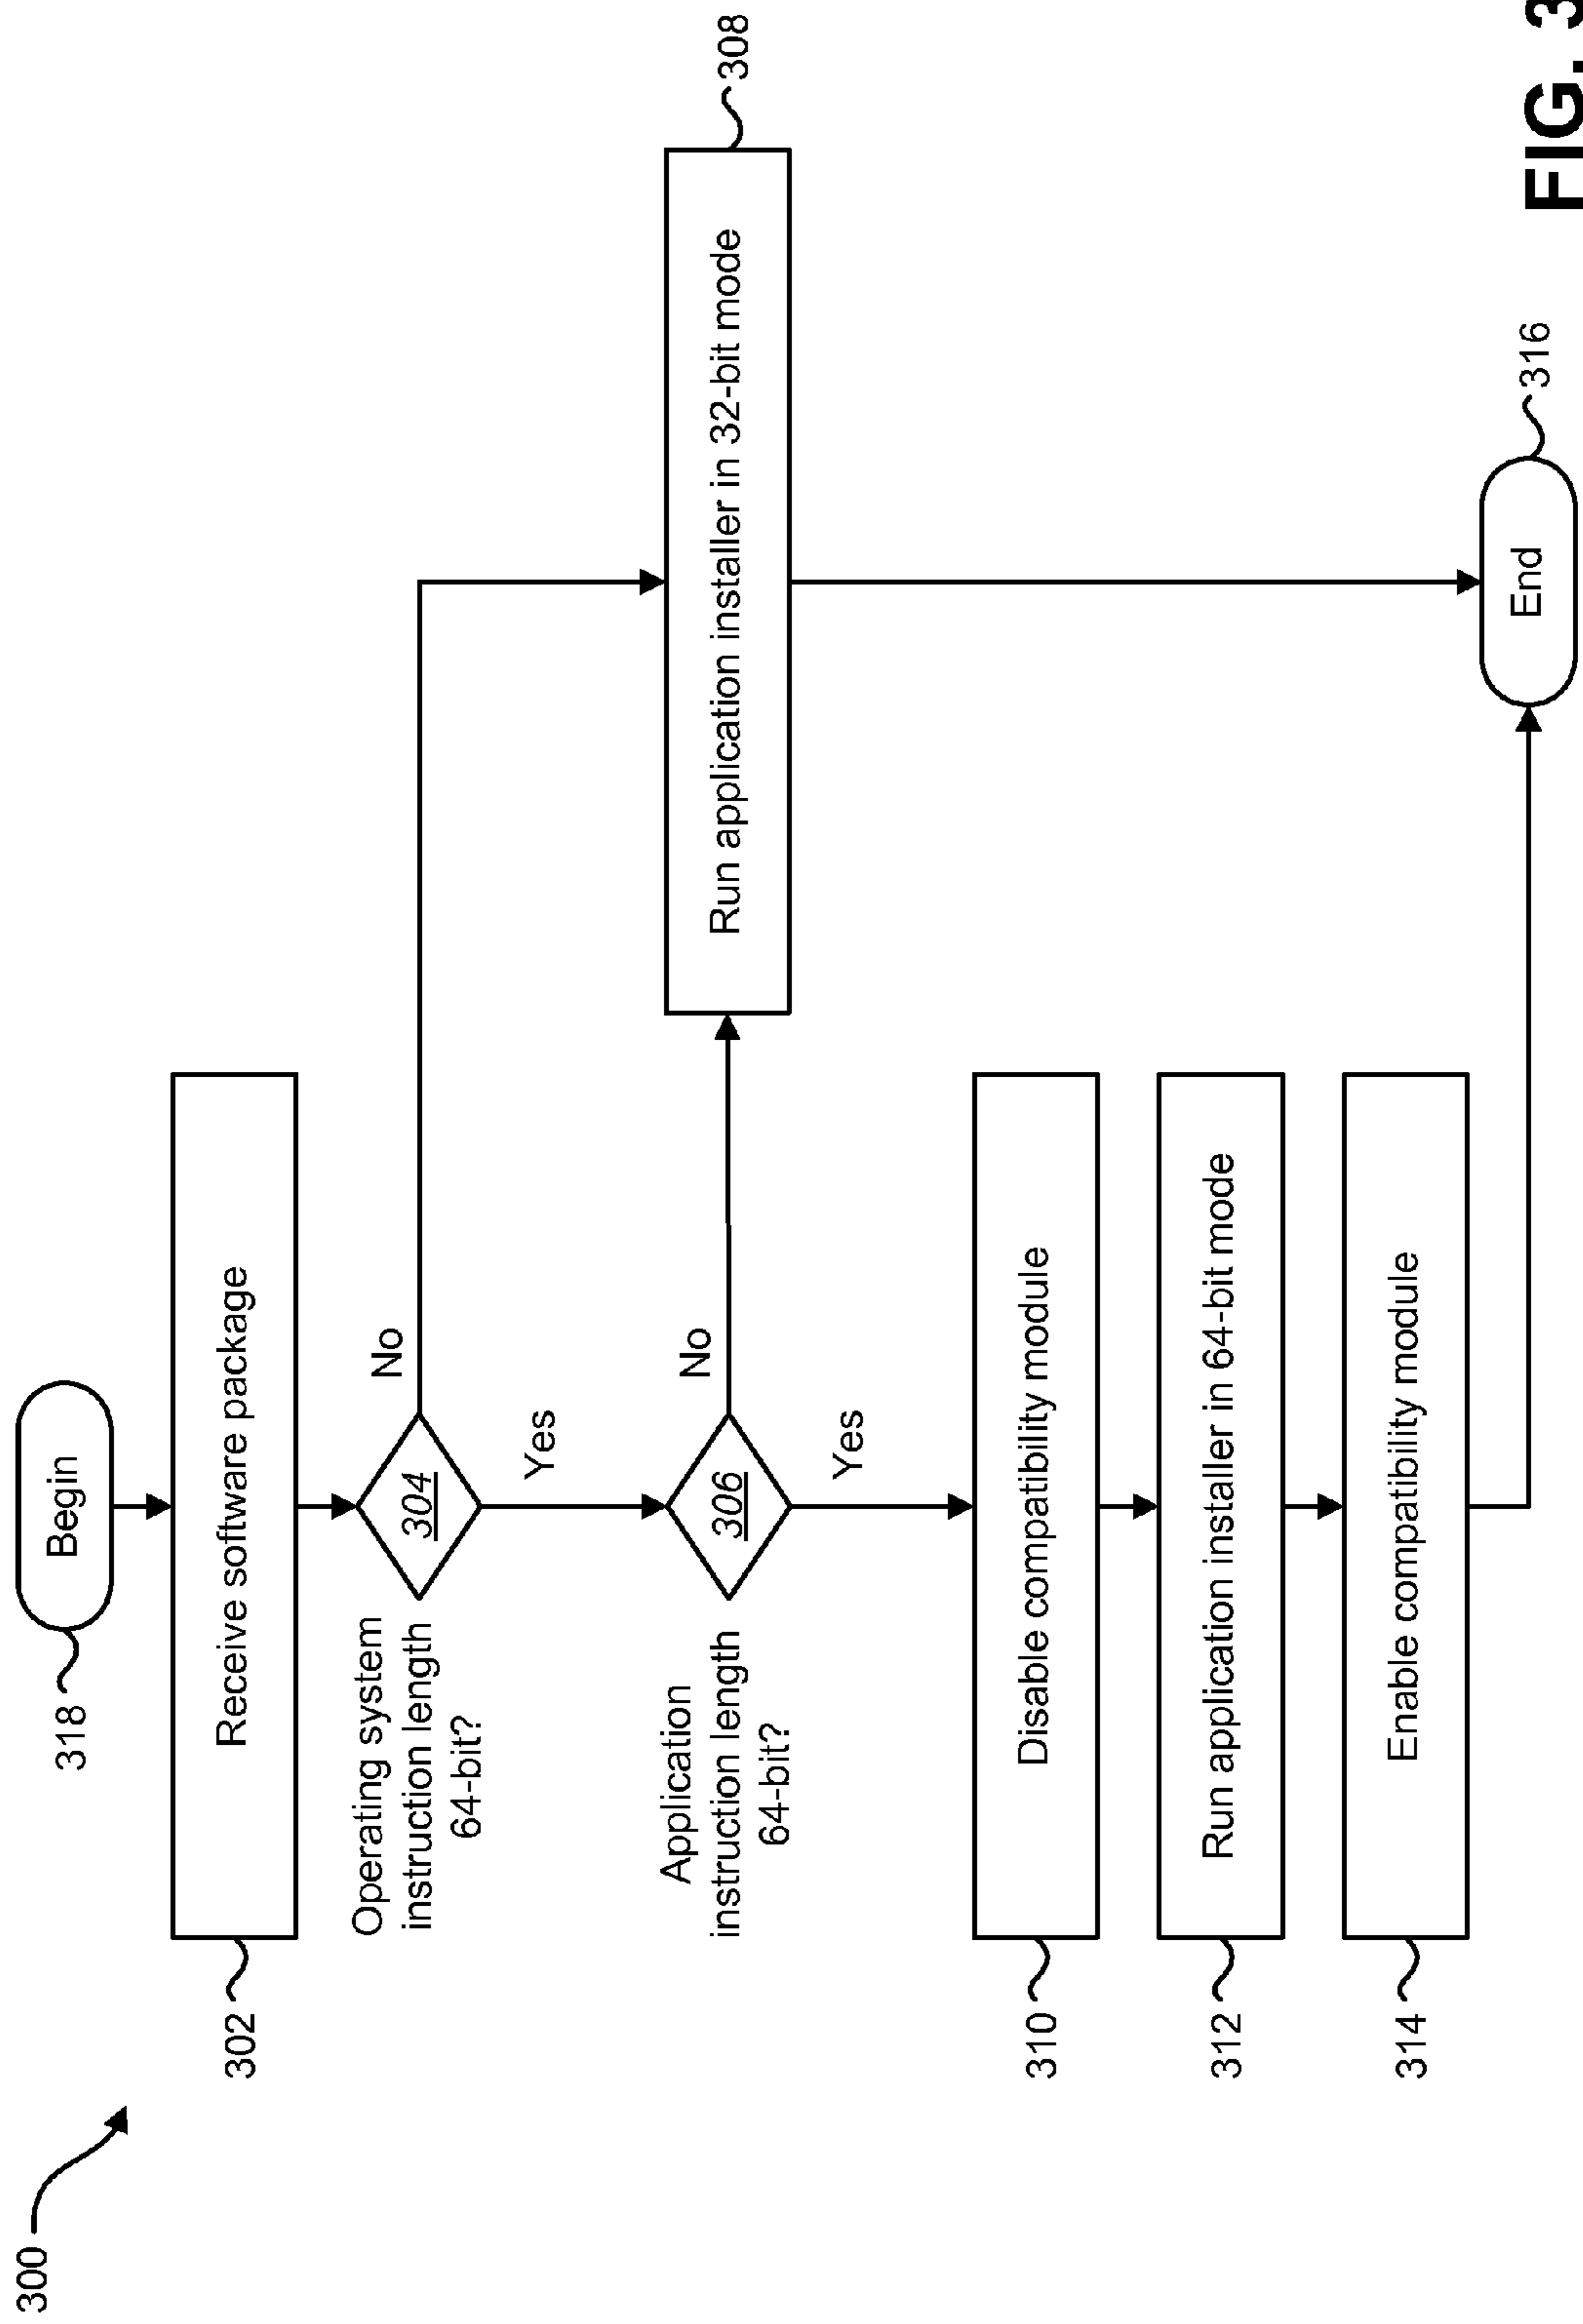 300
318
Begin
302
Receive software package
Operating system
instruction length
64-bit?
304
No
Yes
Application
instruction length
64-bit?
306
No
Yes
308
Run application installer in 32-bit mode
310
Disable compatibility module
312
Run application installer in 64-bit mode
314
Enable compatibility module
End
316
FIG. 3